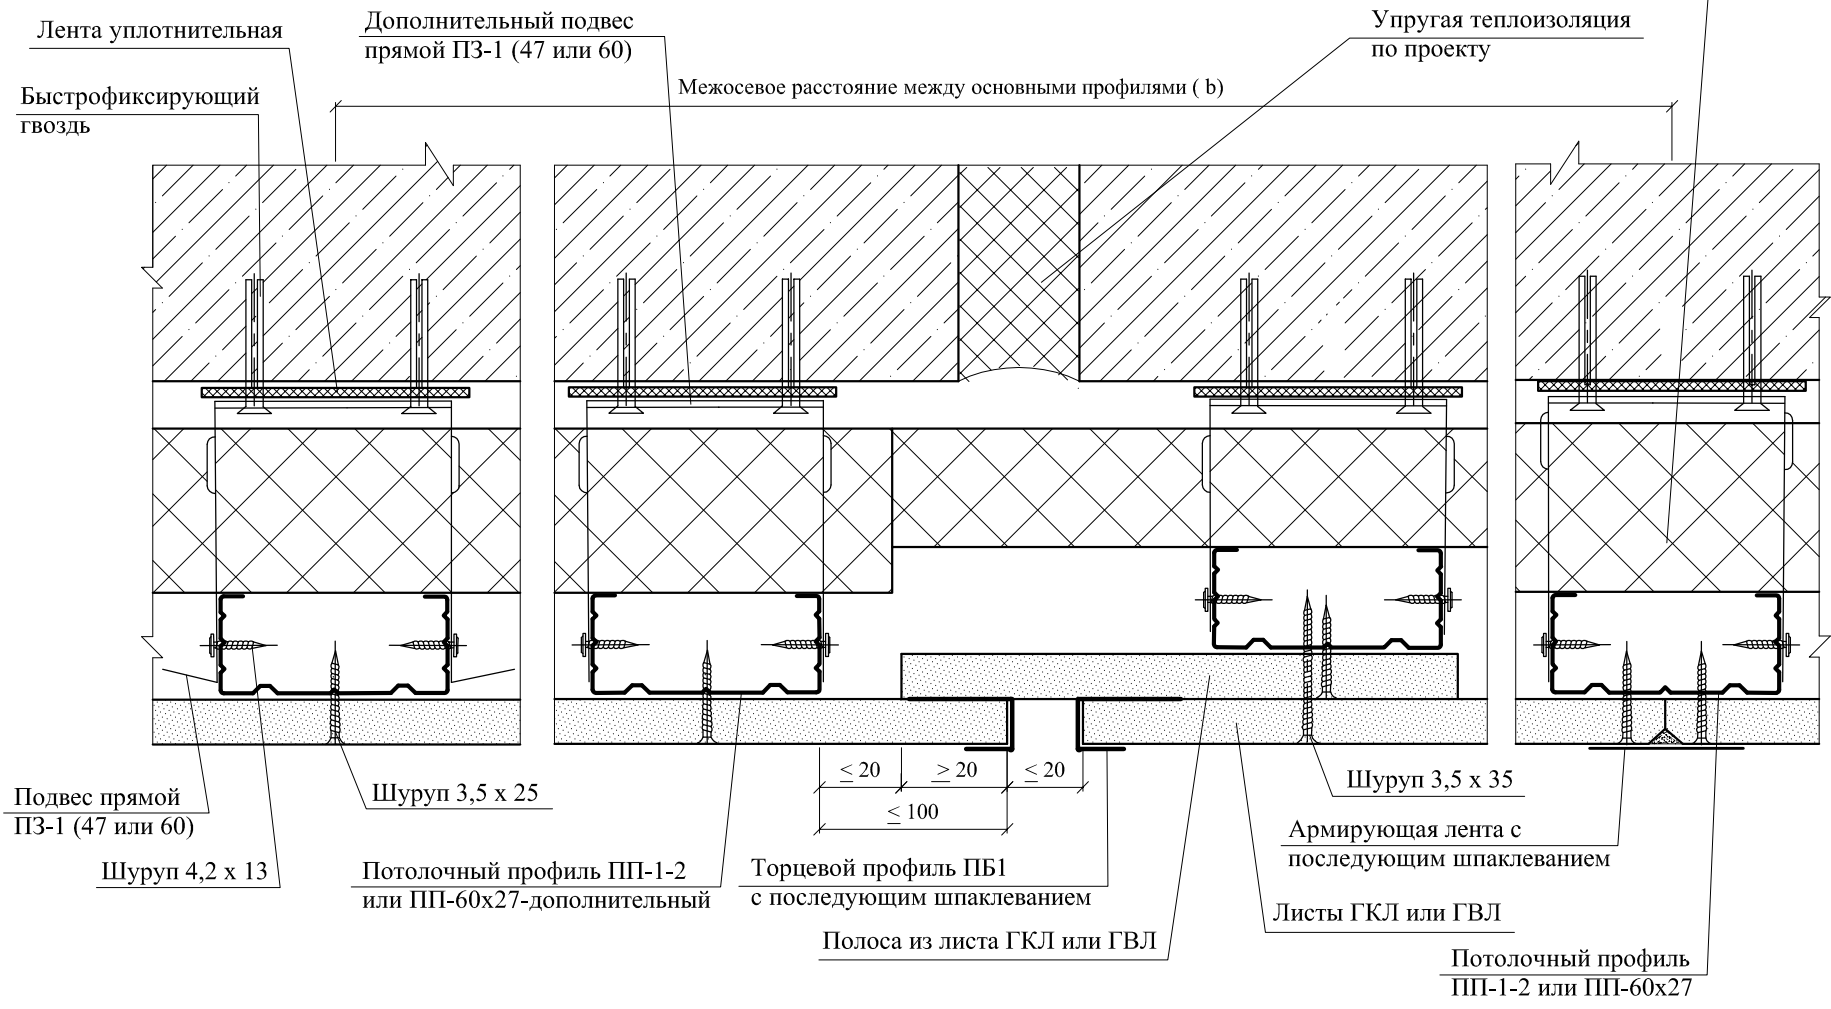 Лента уплотнительная
Дополнительный подвес
прямой ПЗ-1 (47 или 60)
Упругая теплоизоляция
по проекту
Быстрофиксирующий
гвоздь
Межосевое расстояние между основными профилями ( b)
≤ 20
≥ 20
≤ 20
≤ 100
Подвес прямой
ПЗ-1 (47 или 60)
Шуруп 3,5 х 25
Шуруп 3,5 х 35
Шуруп 4,2 х 13
Потолочный профиль ПП-1-2
или ПП-60х27-дополнительный
Торцевой профиль ПБ1
с последующим шпаклеванием
Армирующая лента с
последующим шпаклеванием
Полоса из листа ГКЛ или ГВЛ
Листы ГКЛ или ГВЛ
Потолочный профиль
ПП-1-2 или ПП-60х27